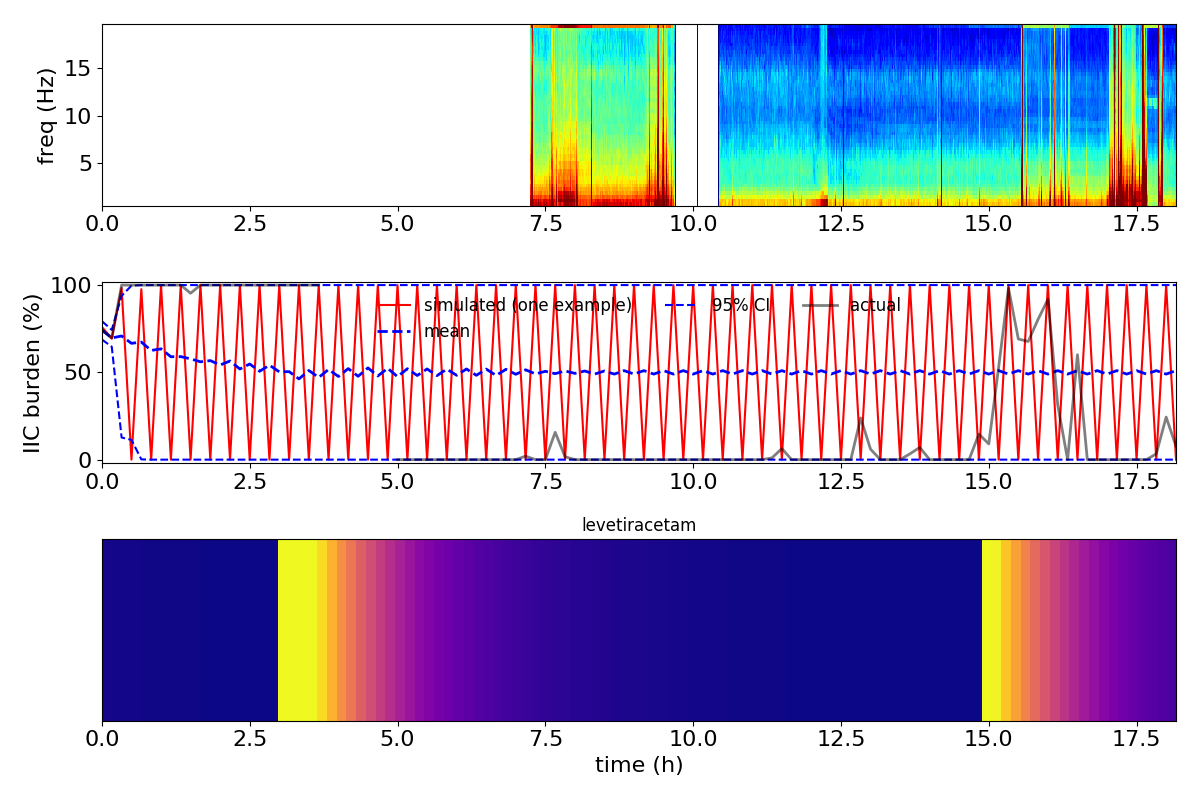 freq (Hz)
15
10
5
0.0 2.5 5.0 7.5 10.0 12.5 15.0 17.5
IIC burden (%)
100
50
0
simulated (one example) 95% CI actual
mean
0.0 2.5 5.0 7.5 10.0 12.5 15.0 17.5
levetiracetam
0.0 2.5 5.0 7.5 10.0 12.5 15.0 17.5
time (h)